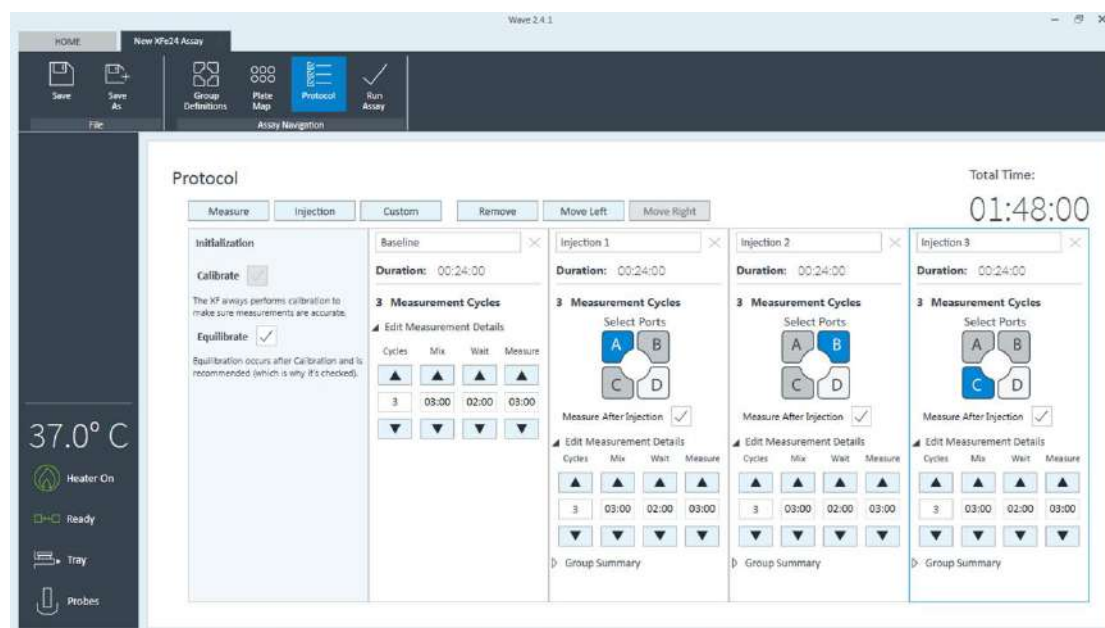 Wave 2.4.1
HOME
New XFe24 Assay
Save
Save As
Group Definitions
Plate Map
Protocol
Run Assay
File
Assay Navigation
Protocol
Total Time:
01:48:00
Measure
Injection
Custom
Remove
Move Left
Move Right
Initialization
Calibrate
The XF always performs calibration to
make sure measurements are accurate.
Equilibrate
Equilibration occurs after Calibration and is
recommended (which is why it's checked).
Baseline
Duration: 00:24:00
3 Measurement Cycles
Edit Measurement Details
Cycles Mix Wait Measure
3 03:00 02:00 03:00
Injection 1
Duration: 00:24:00
3 Measurement Cycles
Select Ports
A B
C D
Measure After Injection
Edit Measurement Details
Cycles Mix Wait Measure
3 03:00 02:00 03:00
Group Summary
Injection 2
Duration: 00:24:00
3 Measurement Cycles
Select Ports
A B
C D
Measure After Injection
Edit Measurement Details
Cycles Mix Wait Measure
3 03:00 02:00 03:00
Group Summary
Injection 3
Duration: 00:24:00
3 Measurement Cycles
Select Ports
A B
C D
Measure After Injection
Edit Measurement Details
Cycles Mix Wait Measure
3 03:00 02:00 03:00
Group Summary
37.0° C
Heater On
Ready
Tray
Probes